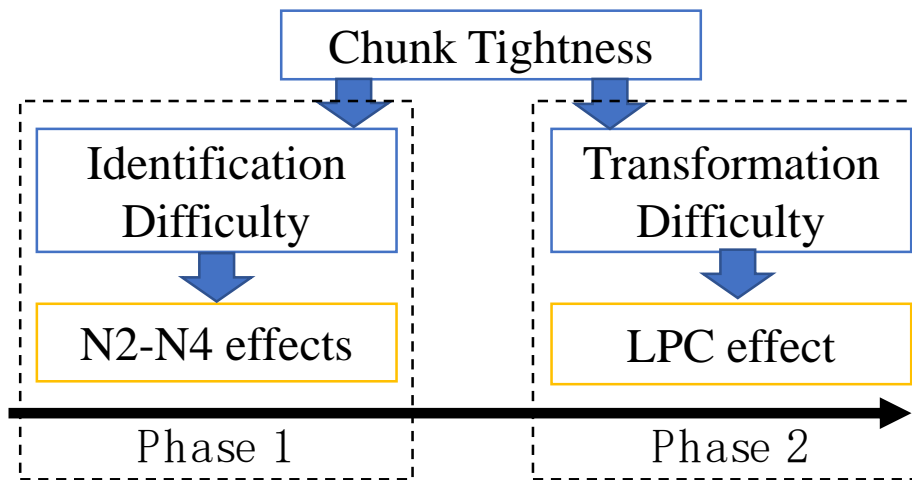 Chunk Tightness
Identification
Difficulty
Transformation
Difficulty
N2-N4 effects
LPC effect
Phase 1
Phase 2